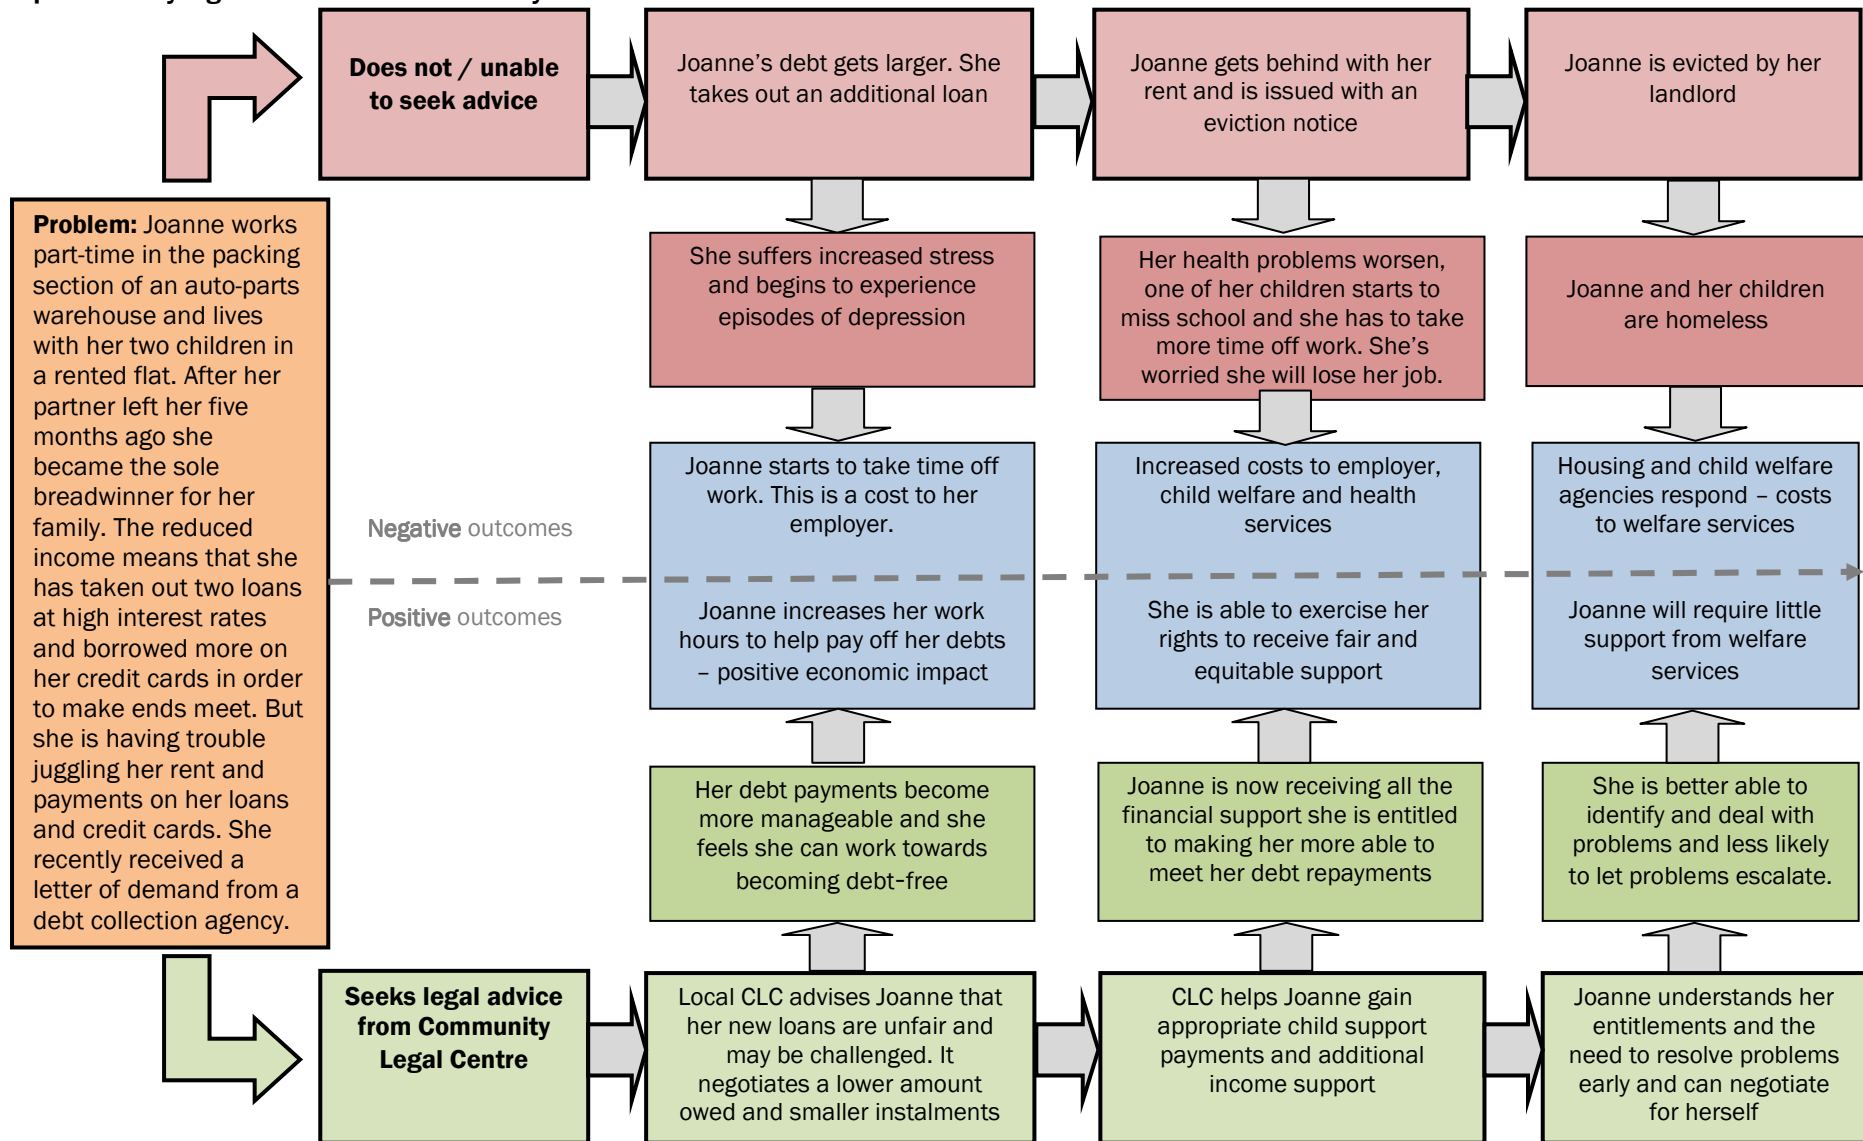 Does not / unable
to seek advice
Joanne’s debt gets larger. She
takes out an additional loan
Joanne gets behind with her
rent and is issued with an
eviction notice
Joanne is evicted by her
landlord
Problem: Joanne works
part-time in the packing
section of an auto-parts
warehouse and lives
with her two children in
a rented flat. After her
partner left her five
months ago she
became the sole
breadwinner for her
family. The reduced
income means that she
has taken out two loans
at high interest rates
and borrowed more on
her credit cards in order
to make ends meet. But
she is having trouble
juggling her rent and
payments on her loans
and credit cards. She
recently received a
letter of demand from a
debt collection agency.
She suffers increased stress
and begins to experience
episodes of depression
Her health problems worsen,
one of her children starts to
miss school and she has to take
more time off work. She’s
worried she will lose her job.
Joanne and her children
are homeless
Joanne starts to take time off
work. This is a cost to her
employer.
Increased costs to employer,
child welfare and health
services
Housing and child welfare
agencies respond – costs
to welfare services
Negative outcomes
Positive outcomes
Joanne increases her work
hours to help pay off her debts
– positive economic impact
She is able to exercise her
rights to receive fair and
equitable support
Joanne will require little
support from welfare
services
Her debt payments become
more manageable and she
feels she can work towards
becoming debt-free
Joanne is now receiving all the
financial support she is entitled
to making her more able to
meet her debt repayments
She is better able to
identify and deal with
problems and less likely
to let problems escalate.
Seeks legal advice
from Community
Legal Centre
Local CLC advises Joanne that
her new loans are unfair and
may be challenged. It
negotiates a lower amount
owed and smaller instalments
CLC helps Joanne gain
appropriate child support
payments and additional
income support
Joanne understands her
entitlements and the
need to resolve problems
early and can negotiate
for herself